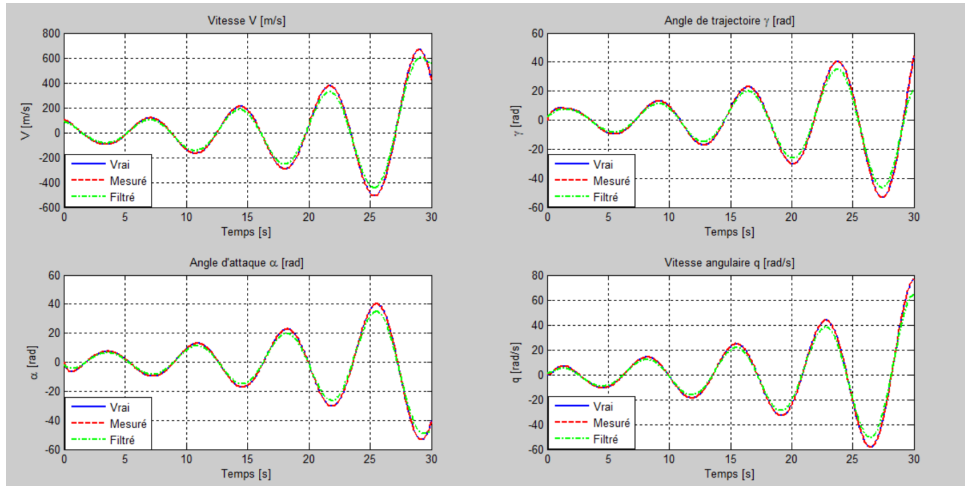 Vitesse V [m/s]
800
600
400
200
0
-200
-400
-600
V [m/s]
Vrai
Mesuré
Filtré
0 5 10 15 20 25 30
Temps [s]
Angle de trajectoire γ [rad]
60
40
20
0
-20
-40
-60
γ [rad]
Vrai
Mesuré
Filtré
0 5 10 15 20 25 30
Temps [s]
Angle d'attaque α [rad]
60
40
20
0
-20
-40
-60
α [rad]
Vrai
Mesuré
Filtré
0 5 10 15 20 25 30
Temps [s]
Vitesse angulaire q [rad/s]
80
60
40
20
0
-20
-40
-60
q [rad/s]
Vrai
Mesuré
Filtré
0 5 10 15 20 25 30
Temps [s]